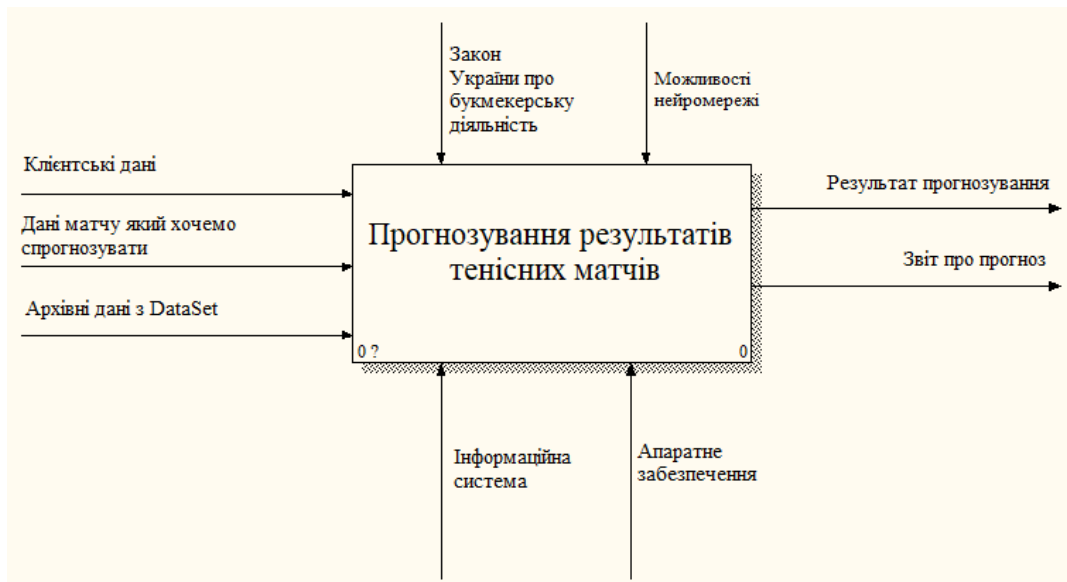 Закон
України про
букмекерську
діяльність
Можливості
нейромережі
Клієнтські дані
Дані матчу який хочемо
спрогнозувати
Архівні дані з DataSet
Прогнозування результатів
тенісних матчів
0 ?
0
Результат прогнозування
Звіт про прогноз
Інформаційна
система
Апаратне
забезпечення